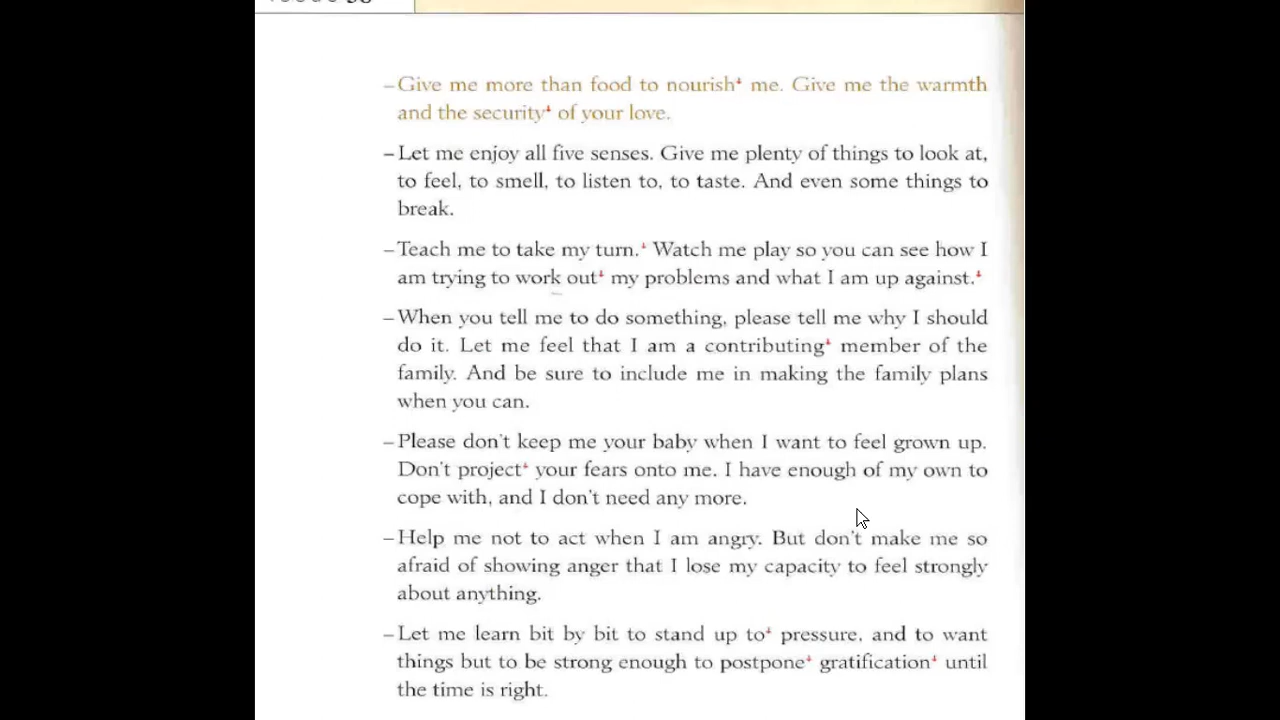 –Give me more than food to nourish⁺ me. Give me the warmth
and the security⁺ of your love.
–Let me enjoy all five senses. Give me plenty of things to look at,
to feel, to smell, to listen to, to taste. And even some things to
break.
–Teach me to take my turn.⁺ Watch me play so you can see how I
am trying to work out⁺ my problems and what I am up against.⁺
–When you tell me to do something, please tell me why I should
do it. Let me feel that I am a contributing⁺ member of the
family. And be sure to include me in making the family plans
when you can.
–Please don't keep me your baby when I want to feel grown up.
Don't project⁺ your fears onto me. I have enough of my own to
cope with, and I don't need any more.
–Help me not to act when I am angry. But don't make me so
afraid of showing anger that I lose my capacity to feel strongly
about anything.
–Let me learn bit by bit to stand up to⁺ pressure, and to want
things but to be strong enough to postpone⁺ gratification⁺ until
the time is right.